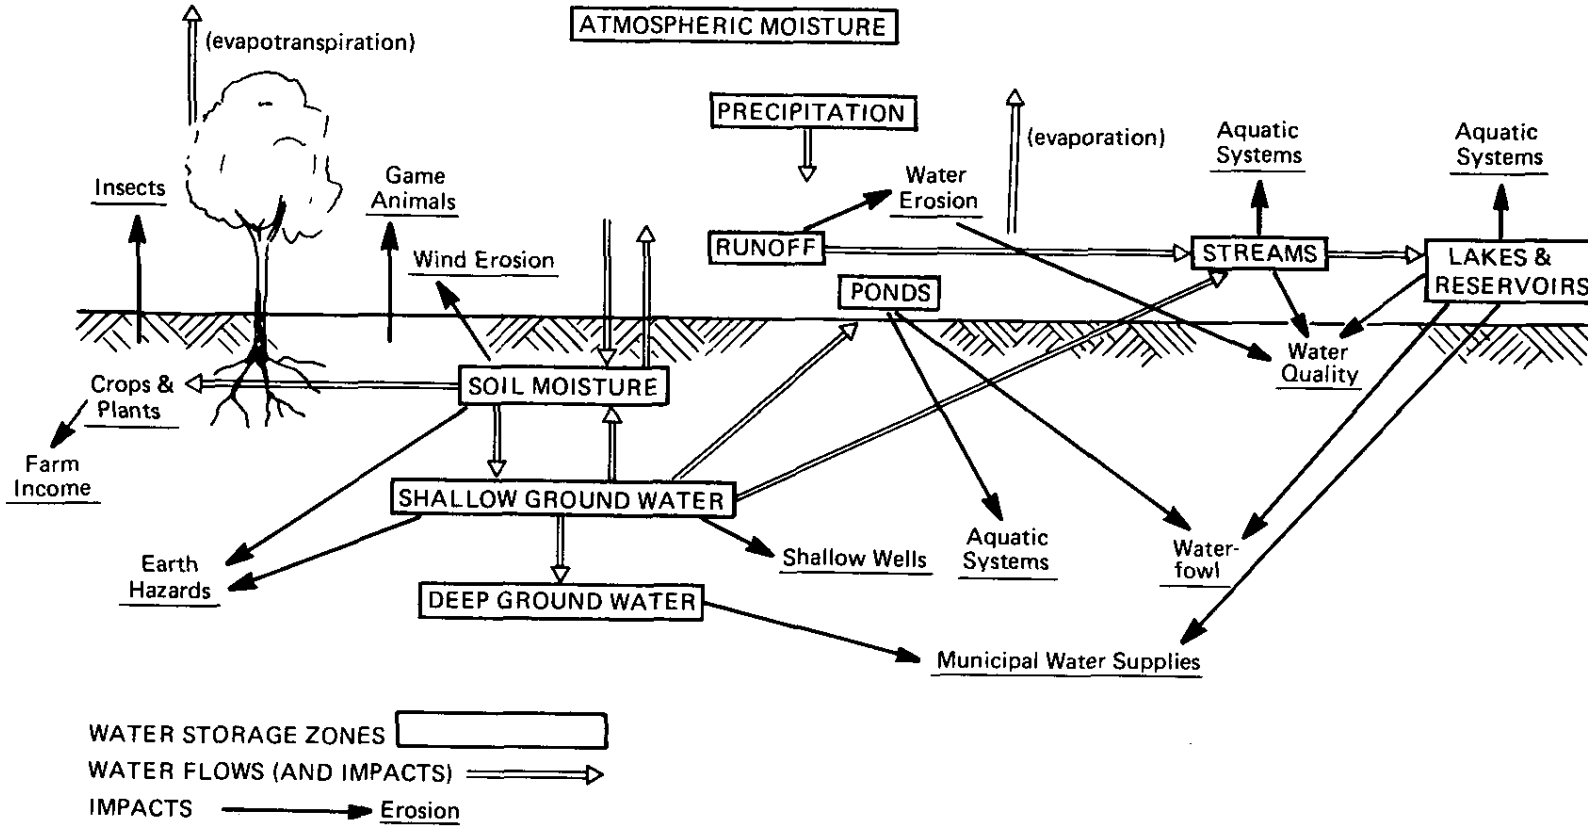 ATMOSPHERIC MOISTURE
(evapotranspiration)
PRECIPITATION
(evaporation)
Aquatic
Systems
Aquatic
Systems
Insects
Game
Animals
Water
Erosion
Wind Erosion
RUNOFF
STREAMS
LAKES &
RESERVOIRS
PONDS
Water
Quality
Crops &
Plants
SOIL MOISTURE
Farm
Income
SHALLOW GROUND WATER
Earth
Hazards
Shallow Wells
Aquatic
Systems
Water-
fowl
DEEP GROUND WATER
Municipal Water Supplies
WATER STORAGE ZONES
WATER FLOWS (AND IMPACTS)
IMPACTS Erosion